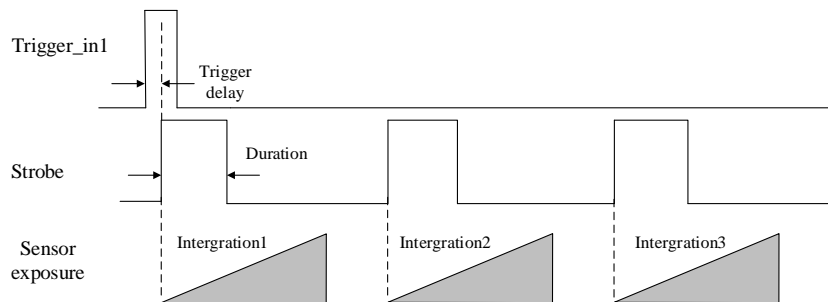 Trigger_in1
Trigger
delay
Duration
Strobe
Intergration1
Intergration2
Intergration3
Sensor
exposure